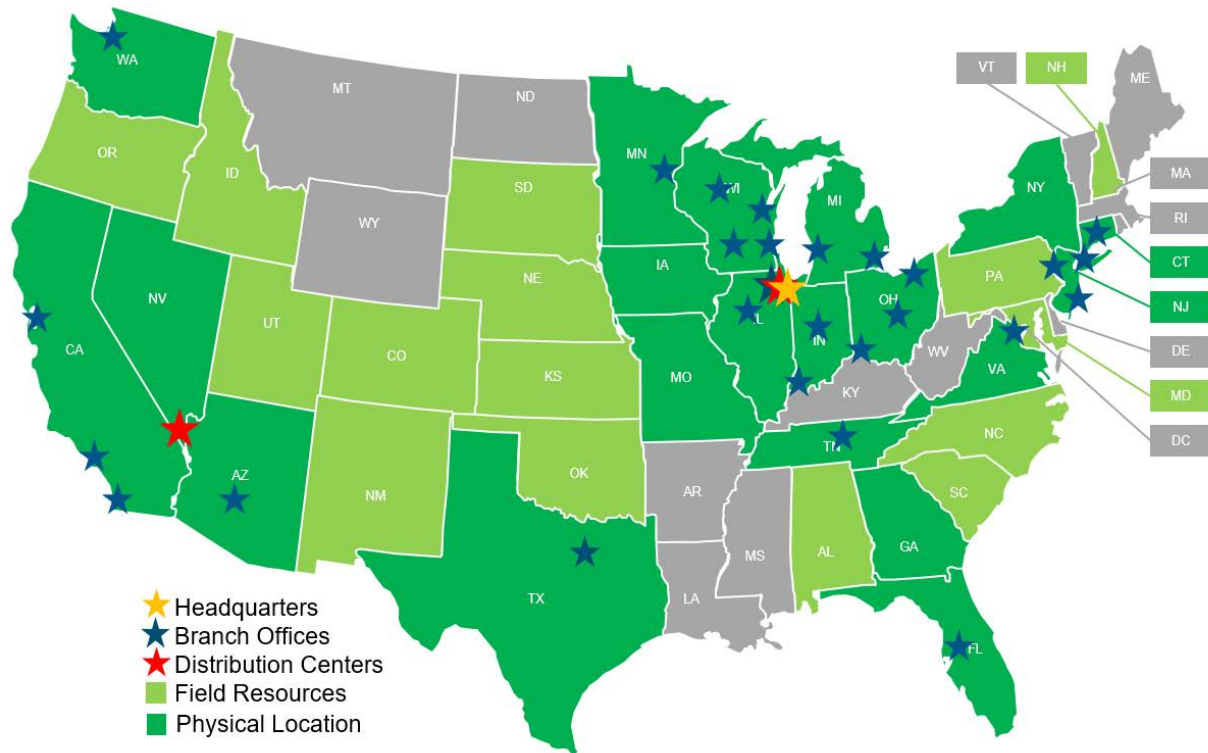 WA
MT
ND
VT
NH
ME
OR
ID
MN
SD
WI
MI
NY
MA
RI
WY
IA
NE
PA
CT
NJ
NV
UT
CO
IL
IN
OH
CA
KS
MO
WV
VA
DE
KY
MD
NC
DC
AZ
NM
OK
TN
AR
SC
MS
AL
GA
TX
LA
FL
Headquarters
Branch Offices
Distribution Centers
Field Resources
Physical Location